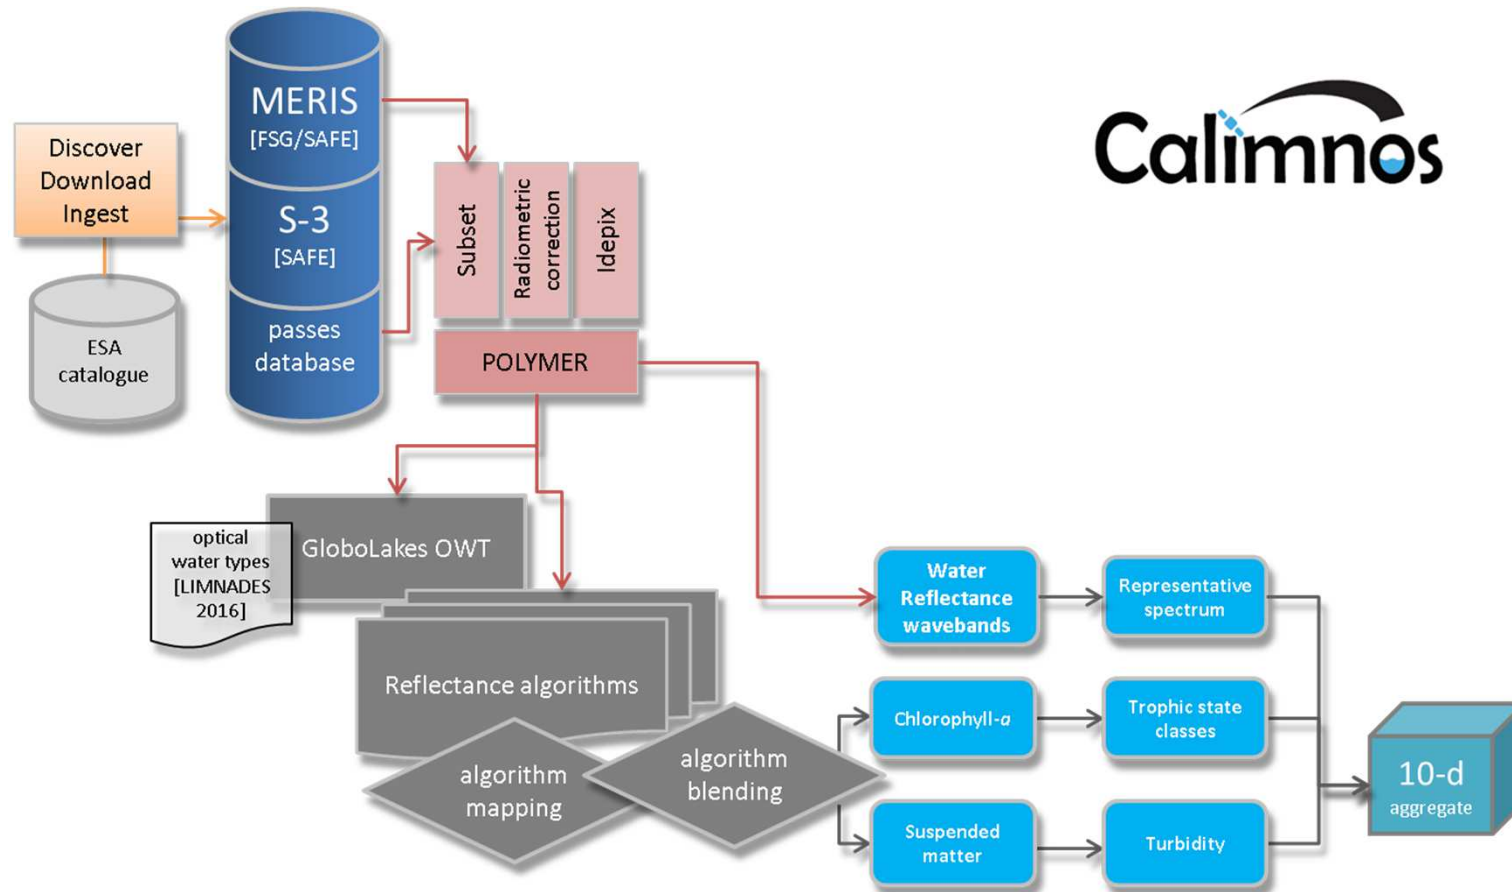 Calimnos
Discover
Download
Ingest
ESA
catalogue
MERIS
[FSG/SAFE]
S-3
[SAFE]
passes
database
Subset
Radiometric
correction
Idepix
POLYMER
optical
water types
[LIMNADES
2016]
GloboLakes OWT
Reflectance algorithms
algorithm
mapping
algorithm
blending
Water
Reflectance
wavebands
Representative
spectrum
Chlorophyll-a
Trophic state
classes
Suspended
matter
Turbidity
10-d
aggregate